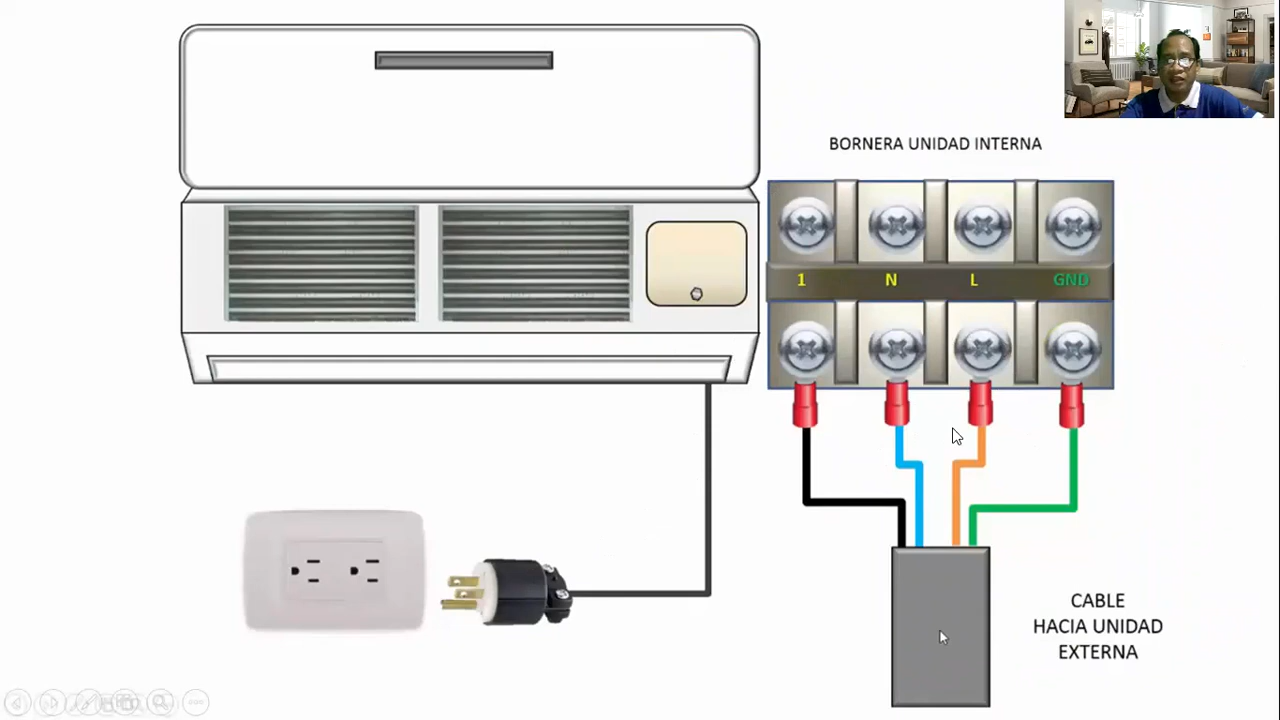 BORNERA UNIDAD INTERNA
1 N L GND
CABLE
HACIA UNIDAD
EXTERNA